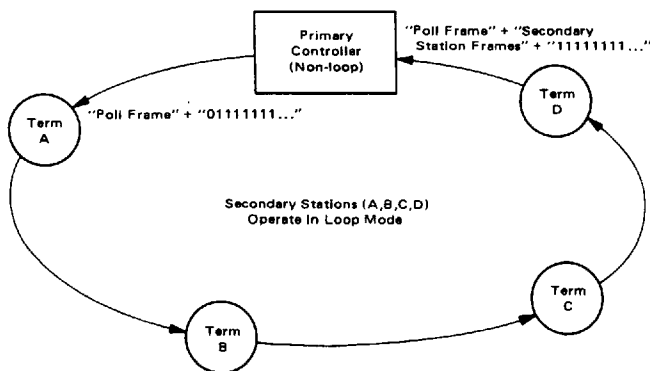 Primary
Controller
(Non-loop)
"Poll Frame" + "Secondary
Station Frames" + "11111111..."
Term
D
Term
A
"Poll Frame" + "01111111..."
Secondary Stations (A,B,C,D)
Operate In Loop Mode
Term
C
Term
B